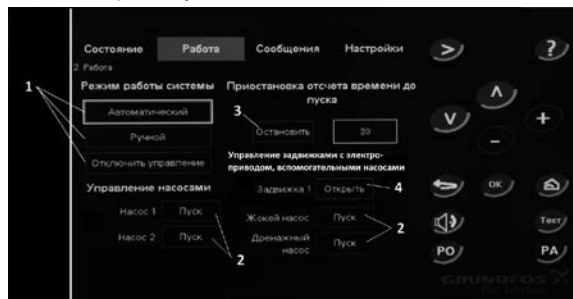 Состояние Работа Сообщения Настройки
2. Работа
Режим работы системы
Автоматический
Ручной
Отключить управление
1
Приостановка отсчета времени до
пуска
3
Остановить 30
Управление задвижками с электро-
приводом, вспомогательными насосами
Задвижка 1 Открыть 4
Управление насосами
Насос 1 Пуск
Насос 2 Пуск
2
Жокей насос Пуск
Дренажный
насос Пуск
2
> ?
∧
∨ +
−
OK
Тест
РО РА
GRUNDFOS